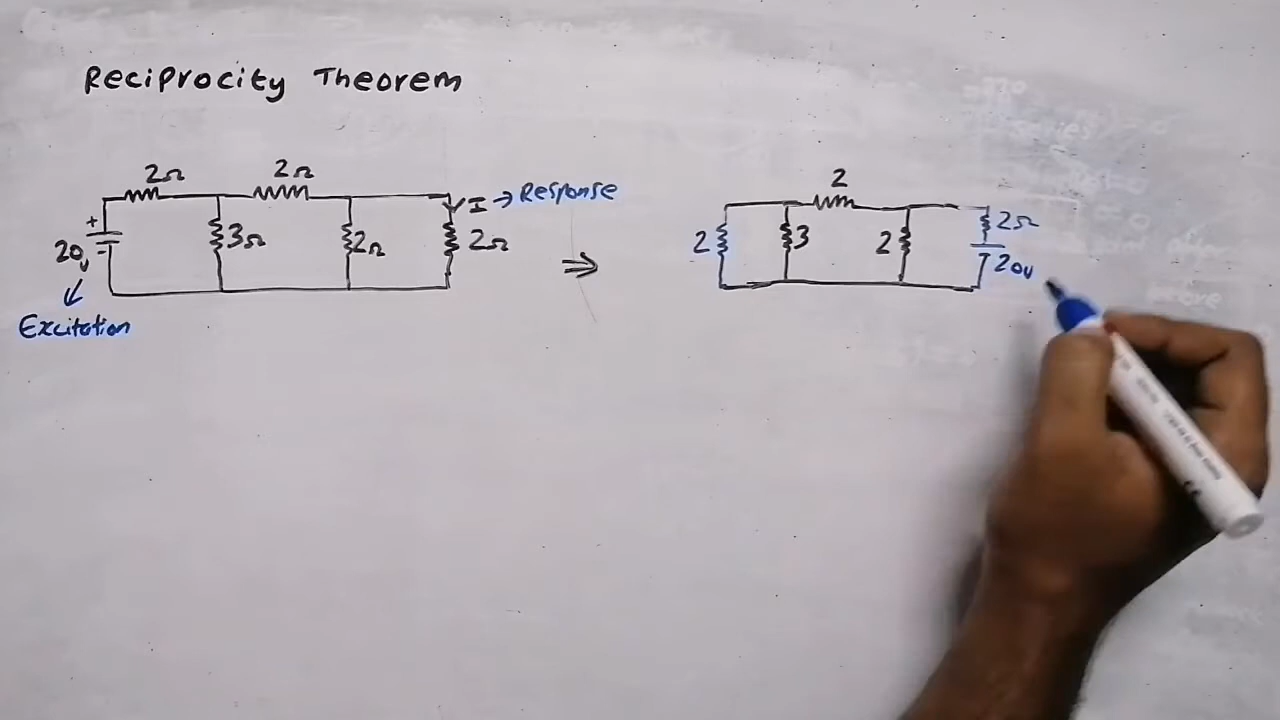 Reciprocity Theorem
2Ω 2Ω
I → Response
+
20v
-
3Ω 2Ω 2Ω
Excitation
⇒
2
2 3 2 2Ω
20v